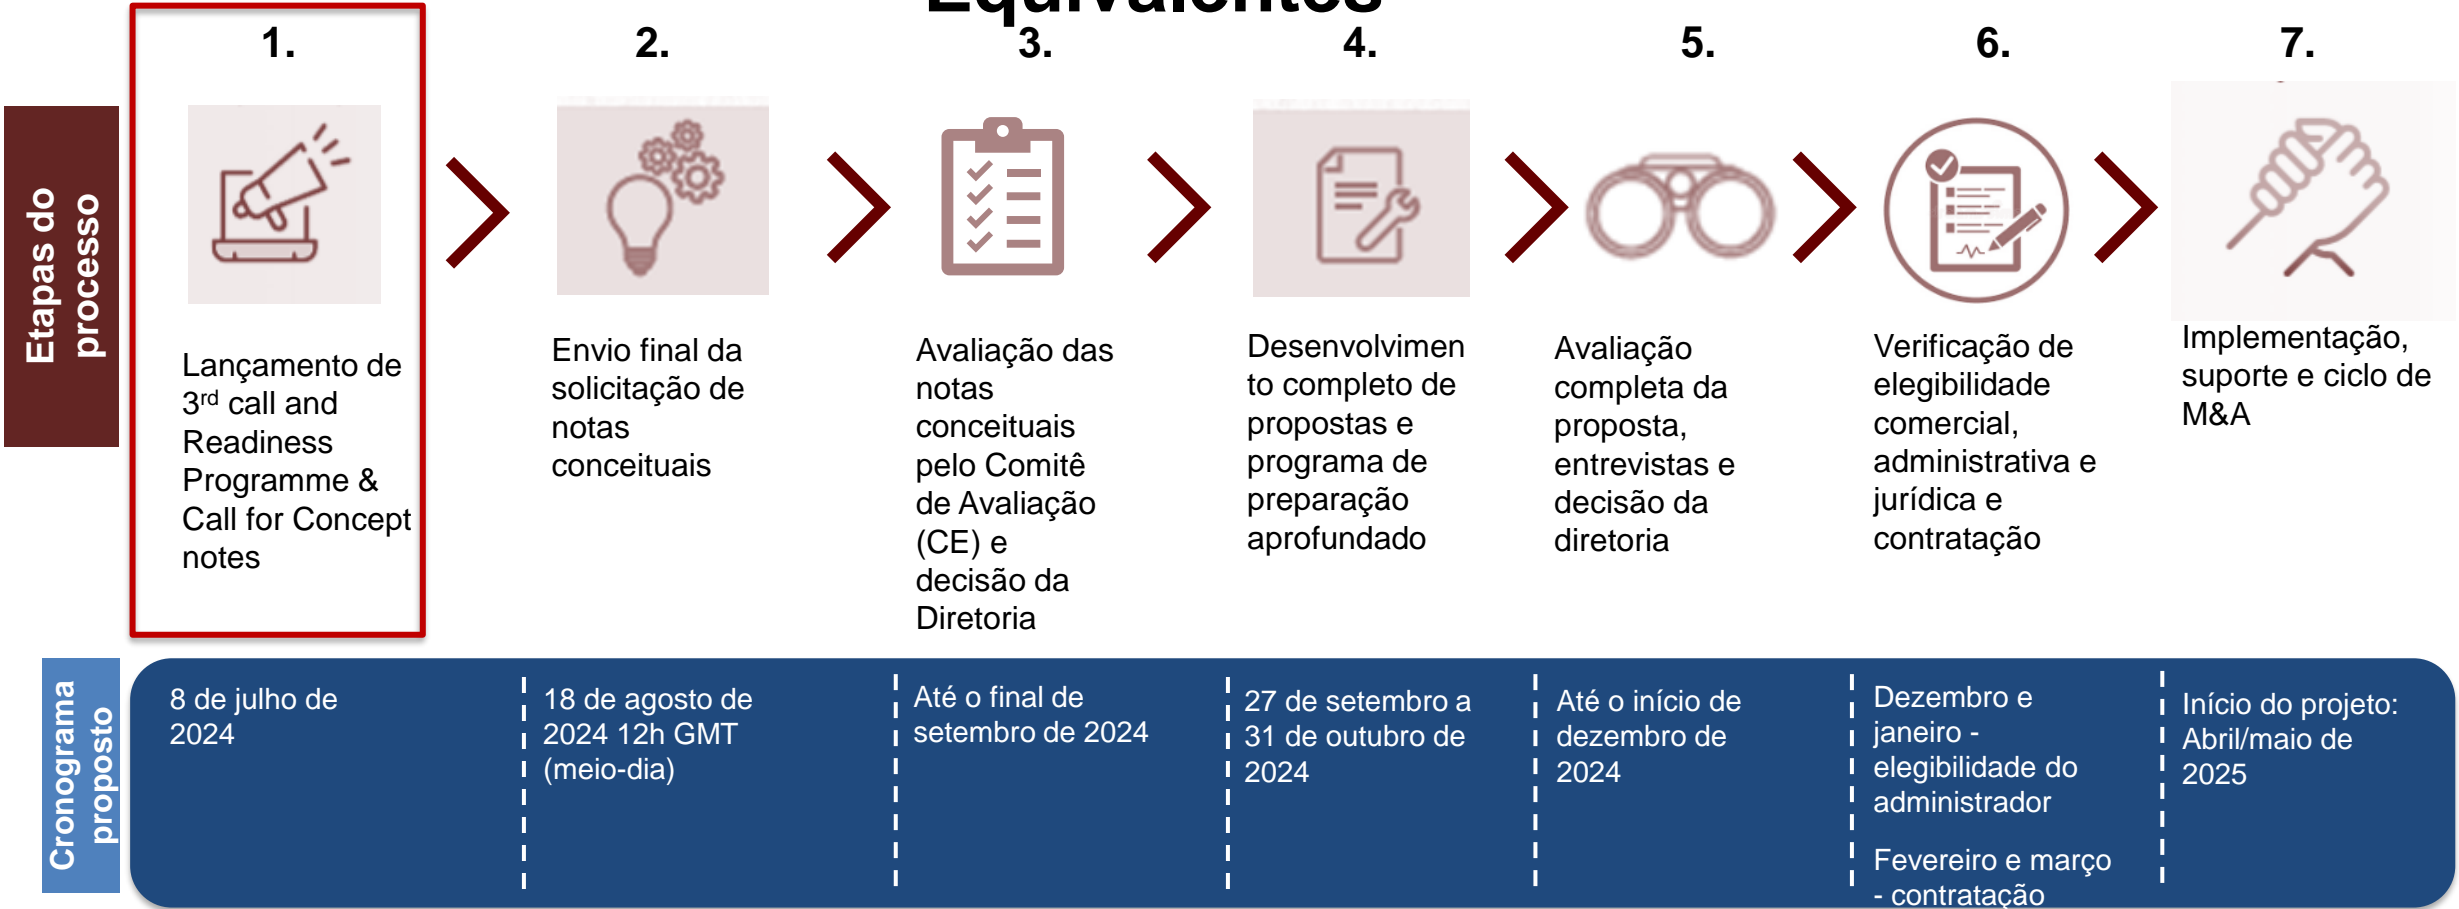 Equivalentes
1.
2.
3.
4.
5.
6.
7.
Etapas do
processo
Lançamento de
3rd call and
Readiness
Programme &
Call for Concept
notes
Envio final da
solicitação de
notas
conceituais
Avaliação das
notas
conceituais
pelo Comitê
de Avaliação
(CE) e
decisão da
Diretoria
Desenvolvimen
to completo de
propostas e
programa de
preparação
aprofundado
Avaliação
completa da
proposta,
entrevistas e
decisão da
diretoria
Verificação de
elegibilidade
comercial,
administrativa e
jurídica e
contratação
Implementação,
suporte e ciclo de
M&A
Cronograma
proposto
8 de julho de
2024
18 de agosto de
2024 12h GMT
(meio-dia)
Até o final de
setembro de 2024
27 de setembro a
31 de outubro de
2024
Até o início de
dezembro de
2024
Dezembro e
janeiro -
elegibilidade do
administrador
Fevereiro e março
- contratação
Início do projeto:
Abril/maio de
2025